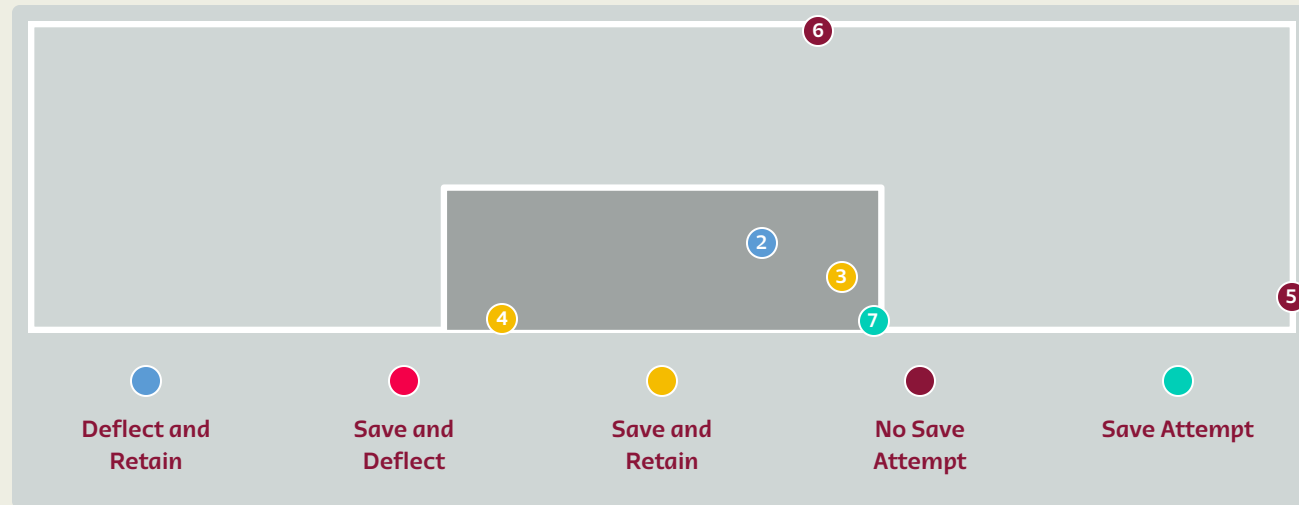 6
2
3
5
4
7
Deflect and
Retain
Save and
Deflect
Save and
Retain
No Save
Attempt
Save Attempt